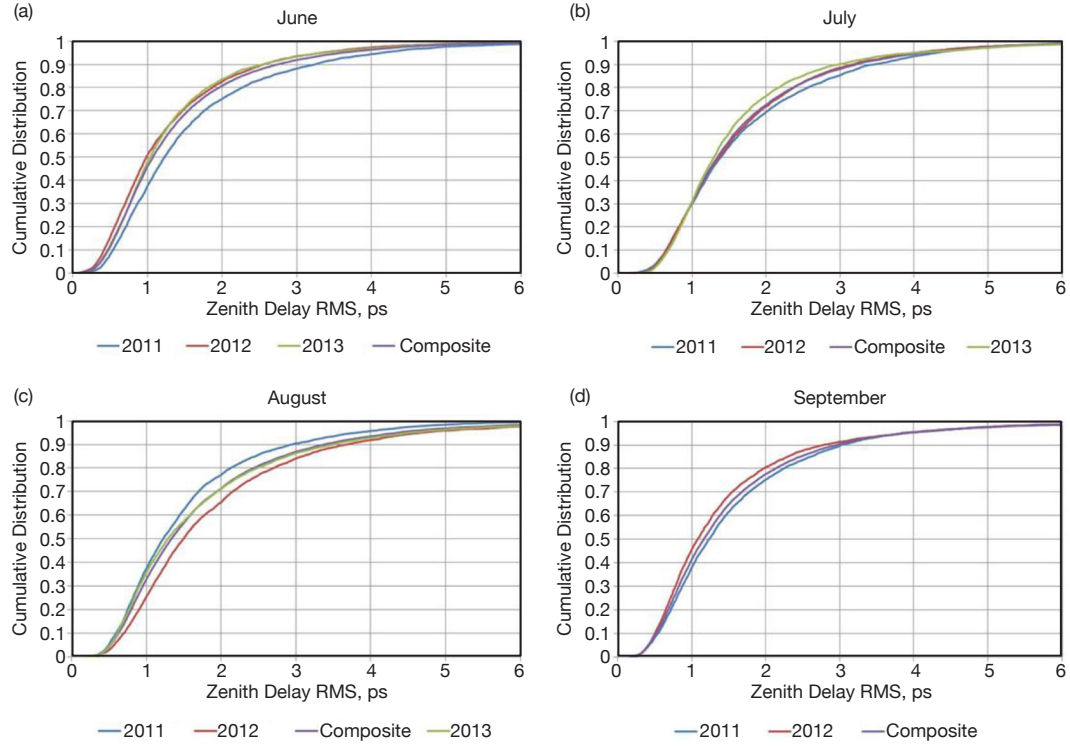 (a)
June
Cumulative Distribution
1
0.9
0.8
0.7
0.6
0.5
0.4
0.3
0.2
0.1
0
0 1 2 3 4 5 6
Zenith Delay RMS, ps
2011 2012 2013 Composite
(b)
July
Cumulative Distribution
1
0.9
0.8
0.7
0.6
0.5
0.4
0.3
0.2
0.1
0
0 1 2 3 4 5 6
Zenith Delay RMS, ps
2011 2012 Composite 2013
(c)
August
Cumulative Distribution
1
0.9
0.8
0.7
0.6
0.5
0.4
0.3
0.2
0.1
0
0 1 2 3 4 5 6
Zenith Delay RMS, ps
2011 2012 Composite 2013
(d)
September
Cumulative Distribution
1
0.9
0.8
0.7
0.6
0.5
0.4
0.3
0.2
0.1
0
0 1 2 3 4 5 6
Zenith Delay RMS, ps
2011 2012 Composite